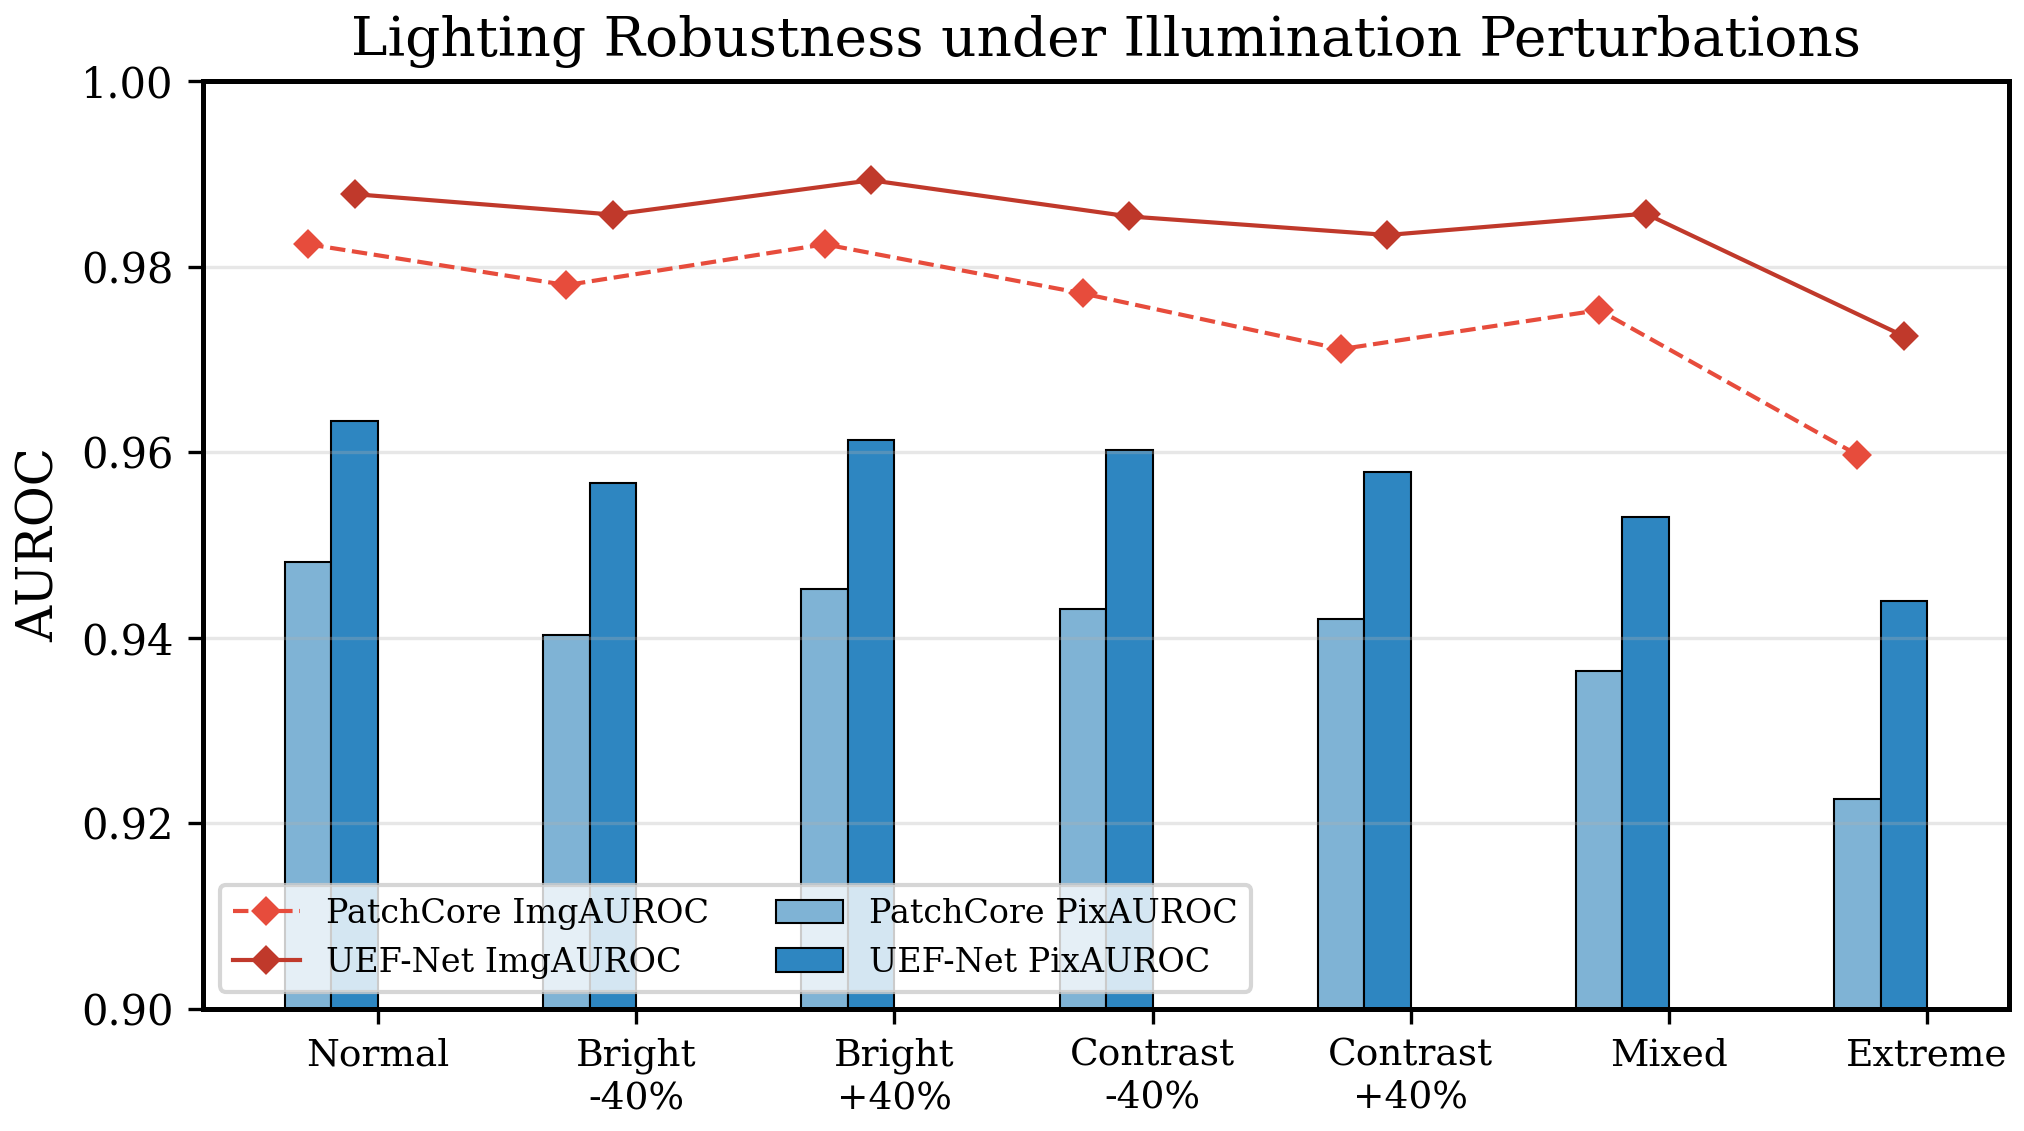 Lighting Robustness under Illumination Perturbations
AUROC
1.00
0.98
0.96
0.94
0.92
0.90
PatchCore ImgAUROC
UEF-Net ImgAUROC
PatchCore PixAUROC
UEF-Net PixAUROC
Normal
Bright
-40%
Bright
+40%
Contrast
-40%
Contrast
+40%
Mixed
Extreme